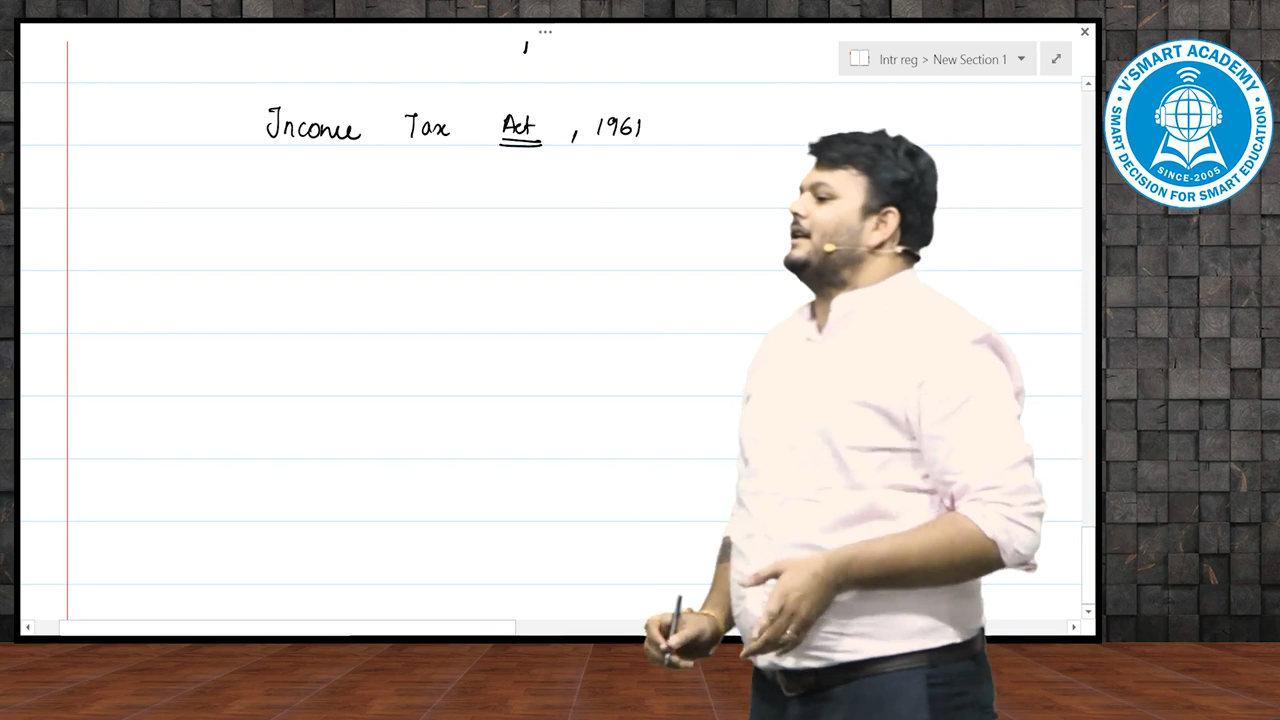 Intr reg > New Section 1
Income Tax Act , 1961
V'SMART ACADEMY
SINCE-2005
SMART DECISION FOR SMART EDUCATION